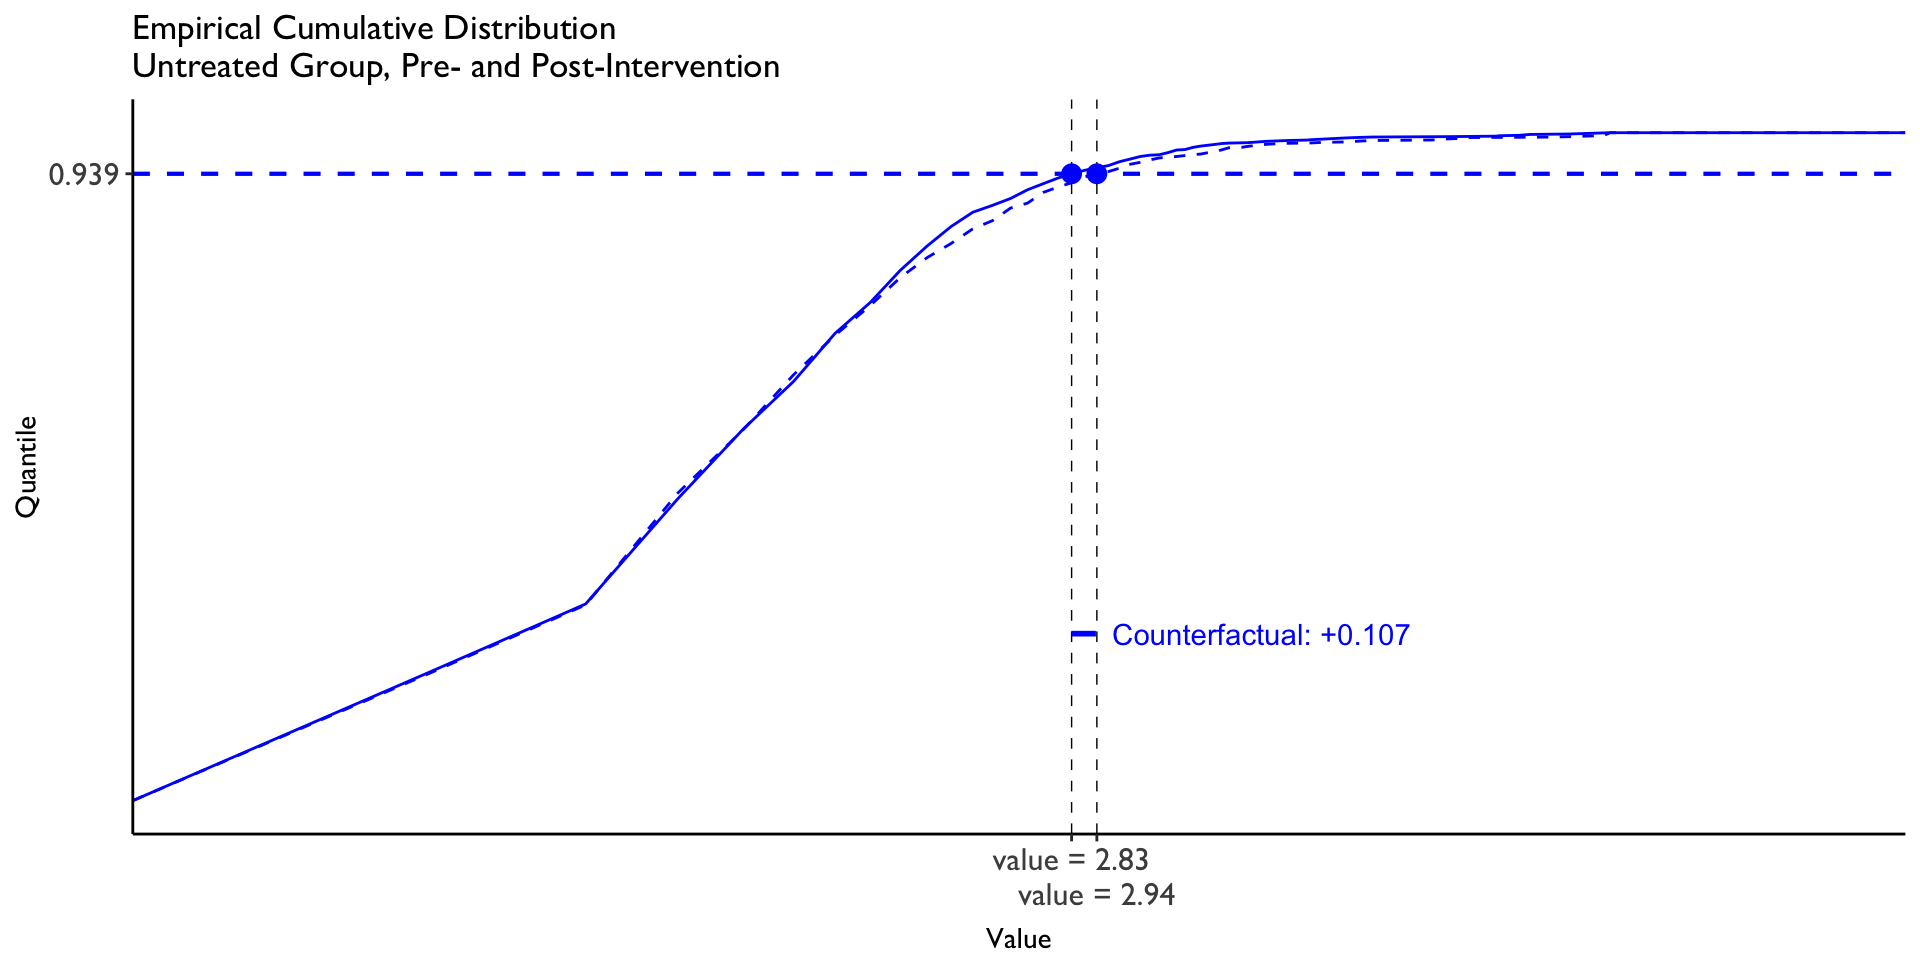 Empirical Cumulative Distribution
Untreated Group, Pre- and Post-Intervention
0.939
Quantile
Counterfactual: +0.107
value = 2.83
value = 2.94
Value